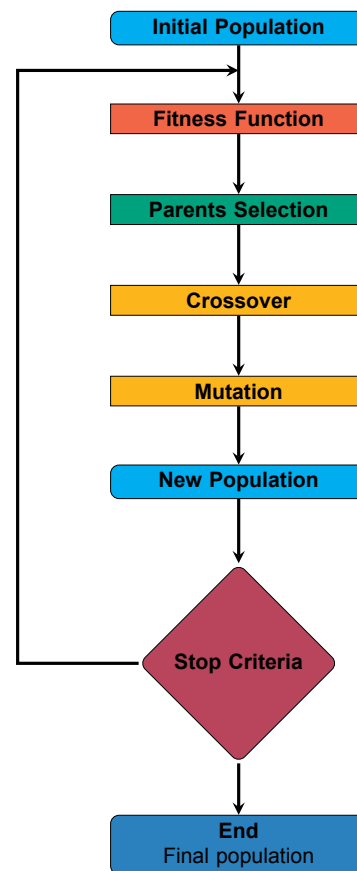 Initial Population
Fitness Function
Parents Selection
Crossover
Mutation
New Population
Stop Criteria
End
Final population